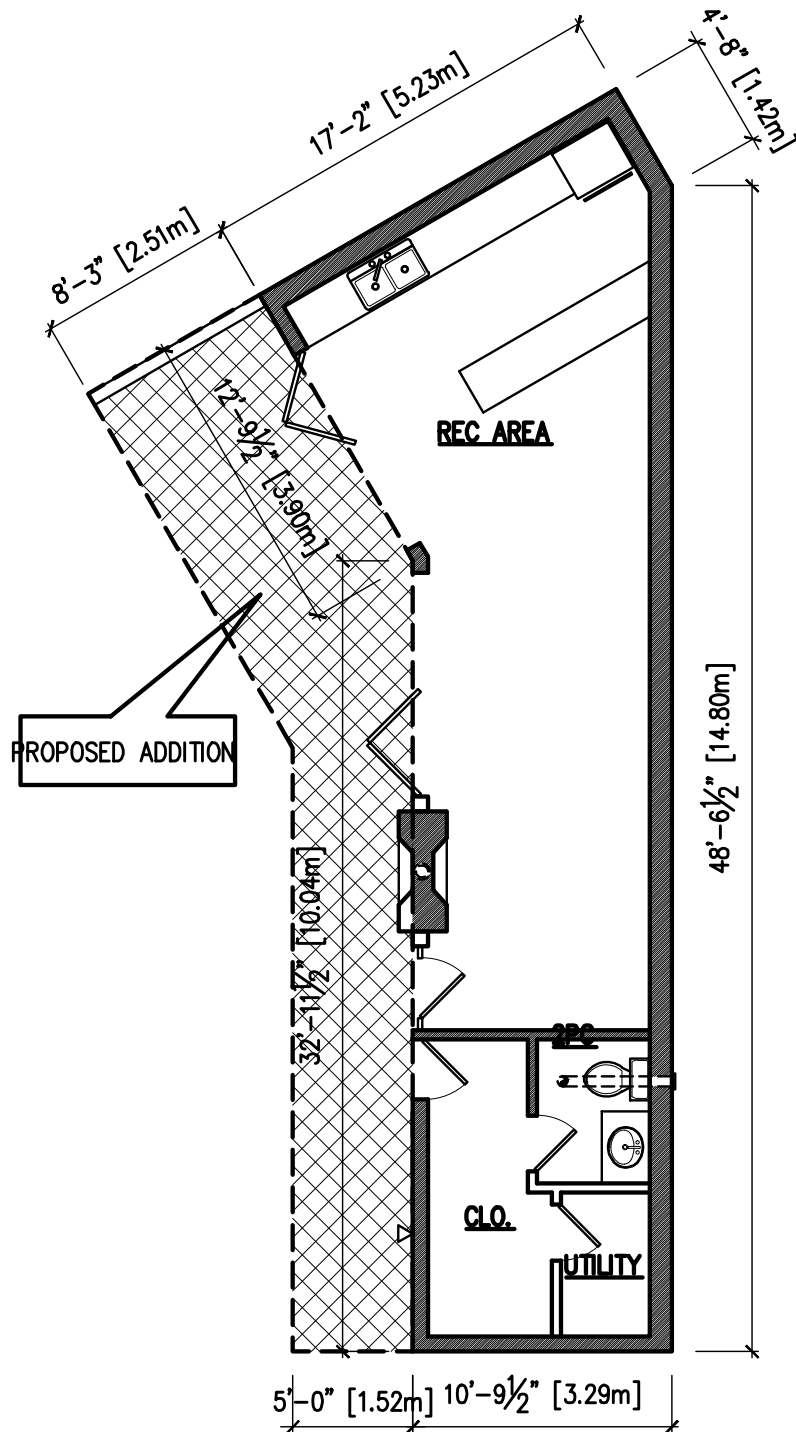 4'-8" [1.42m]
17'-2" [5.23m]
8'-3" [2.51m]
12'-9½" [3.90m]
REC AREA
PROPOSED ADDITION
48'-6½" [14.80m]
32'-11½" [10.04m]
2PC
CLO.
UTILITY
5'-0" [1.52m]
10'-9½" [3.29m]